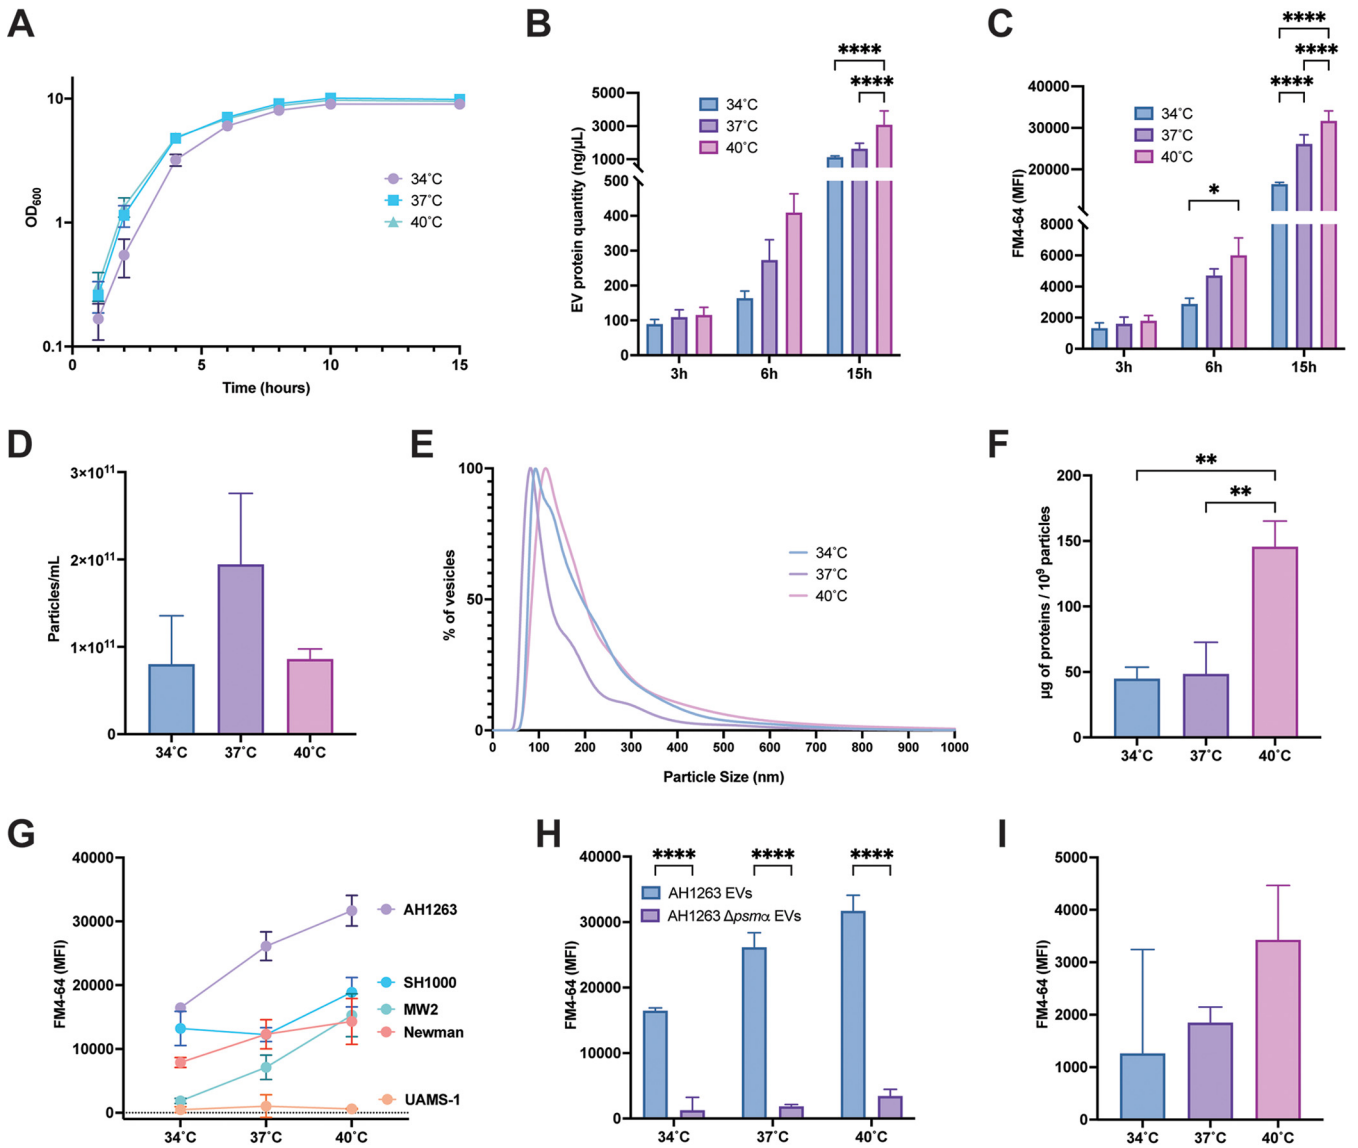 A
10
1
0.1
OD600
0
5
10
15
Time (hours)
34˚C
37˚C
40˚C
B
****
****
5000
3000
1000
500
400
300
200
100
0
EV protein quantity (ng/µL)
34˚C
37˚C
40˚C
3h
6h
15h
C
****
****
****
*
40000
30000
20000
8000
6000
4000
2000
0
FM4-64 (MFI)
34˚C
37˚C
40˚C
3h
6h
15h
D
3×10¹¹
2×10¹¹
1×10¹¹
0
Particles/mL
34˚C
37˚C
40˚C
E
100
50
0
% of vesicles
34˚C
37˚C
40˚C
0
100
200
300
400
500
600
700
800
900
1000
Particle Size (nm)
F
**
**
200
150
100
50
0
µg of proteins / 10⁹ particles
34˚C
37˚C
40˚C
G
40000
30000
20000
10000
0
FM4-64 (MFI)
AH1263
SH1000
MW2
Newman
UAMS-1
34˚C
37˚C
40˚C
H
****
****
****
40000
30000
20000
10000
0
FM4-64 (MFI)
AH1263 EVs
AH1263 Δpsmα EVs
34˚C
37˚C
40˚C
I
5000
4000
3000
2000
1000
0
FM4-64 (MFI)
34˚C
37˚C
40˚C